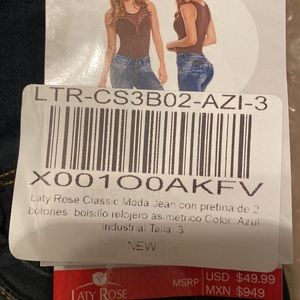 LTR-CS3B02-AZI-3
X001O0AKFV
Laty Rose Classic Moda Jean con pretina de 2
botones, bolsillo relojero asimetrico Color: Azul
Industrial Talla: 3
NEW
LATY ROSE
MSRP
USD $49.99
MXN $949